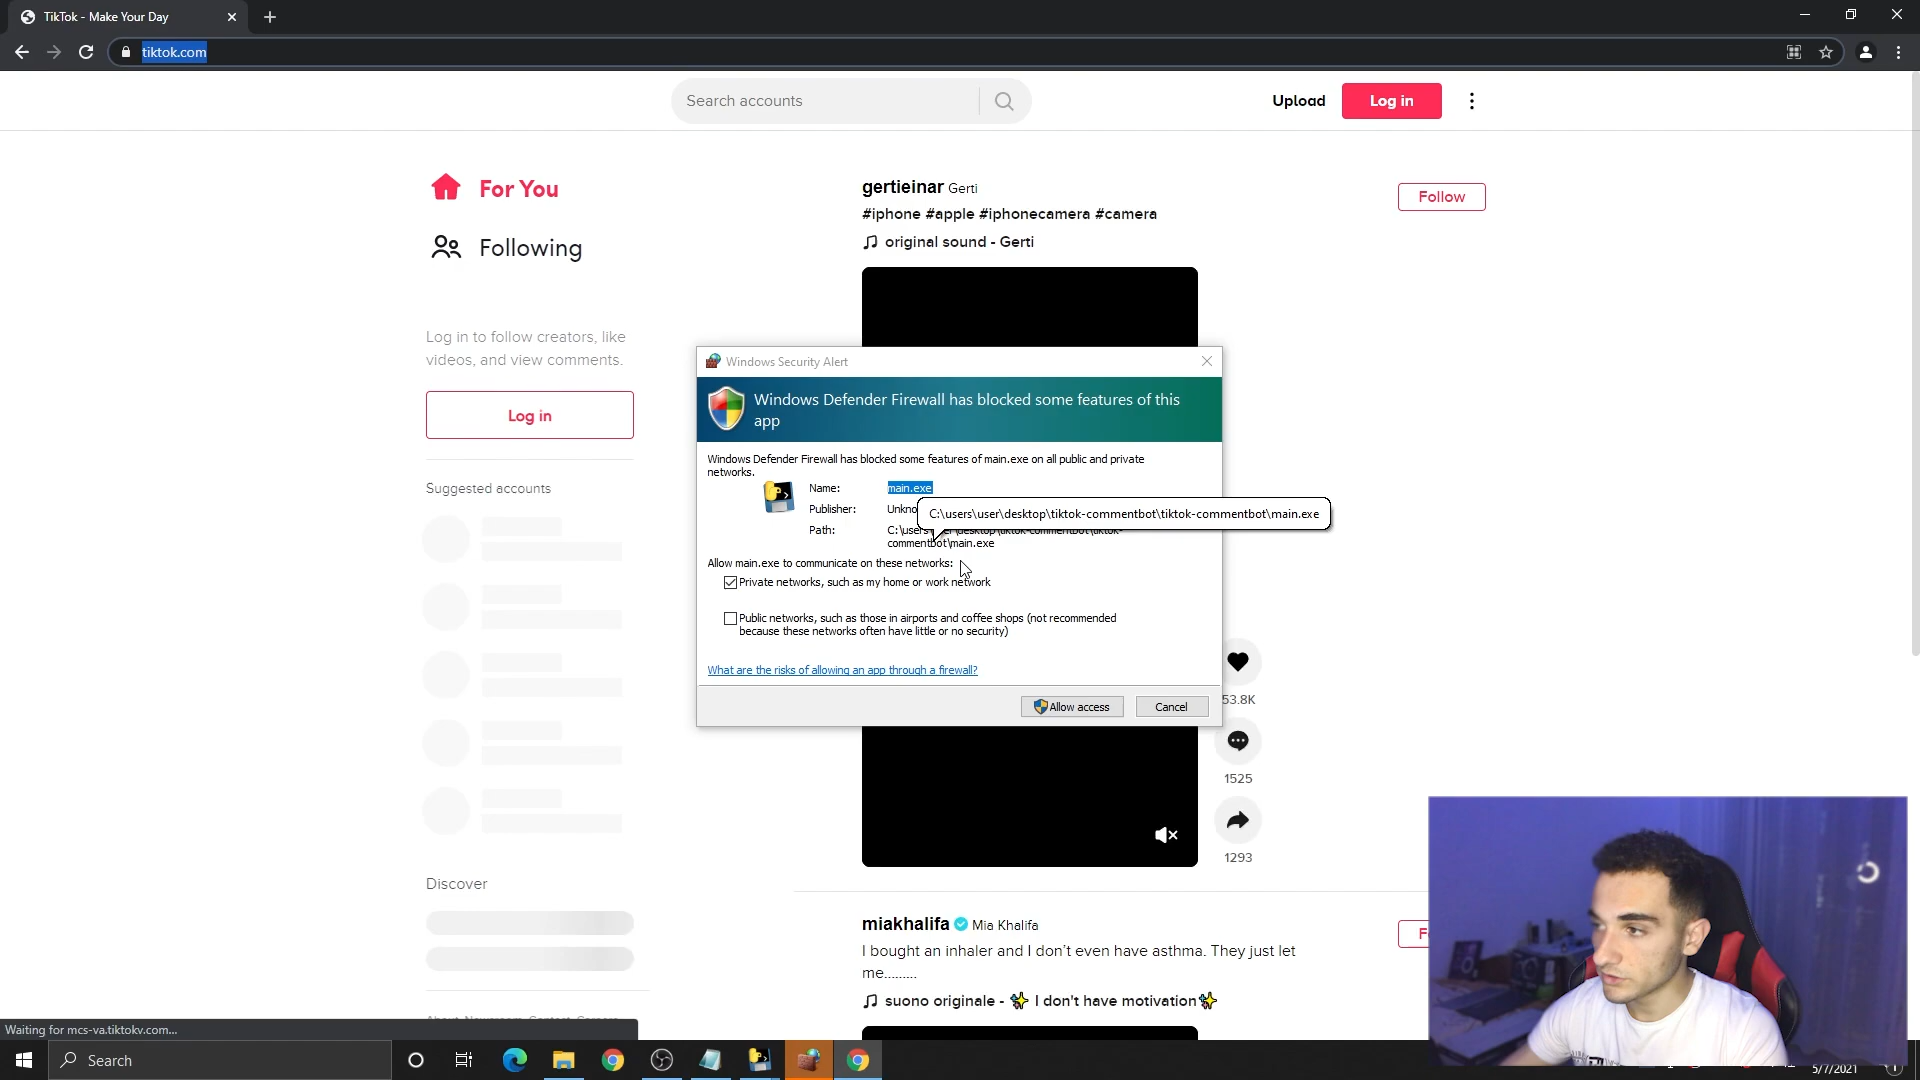 TikTok - Make Your Day
tiktok.com
Search accounts
Upload
Log in
For You
Following
gertieinar Gerti
#iphone #apple #iphonecamera #camera
original sound - Gerti
Follow
Log in to follow creators, like
videos, and view comments.
Log in
Suggested accounts
Windows Security Alert
Windows Defender Firewall has blocked some features of this
app
Windows Defender Firewall has blocked some features of main.exe on all public and private
networks.
Name: main.exe
Publisher:
C:\users\user\desktop\tiktok-commentbot\tiktok-commentbot\main.exe
Path:
commentbot\main.exe
Allow main.exe to communicate on these networks:
Private networks, such as my home or work network
Public networks, such as those in airports and coffee shops (not recommended
because these networks often have little or no security)
What are the risks of allowing an app through a firewall?
Allow access
Cancel
53.8K
1525
1293
Discover
miakhalifa Mia Khalifa
I bought an inhaler and I don't even have asthma. They just let
me.........
suono originale - ✨ I don't have motivation✨
Waiting for mcs-va.tiktokv.com...
Search
5/7/2021